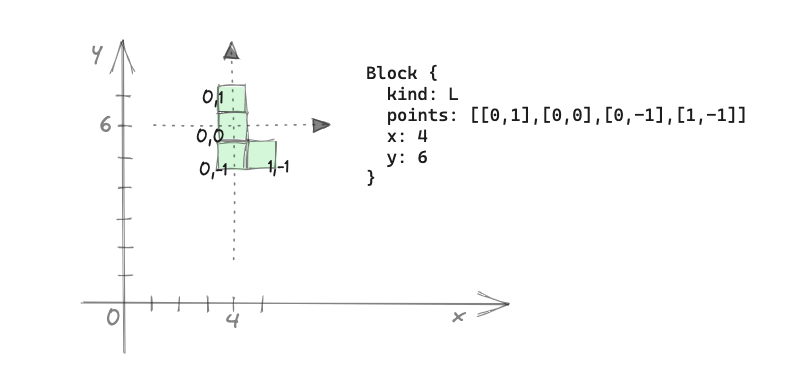 y
0,1
6
0,0
0,-1
1,-1
0
4
x
Block {
  kind: L
  points: [[0,1],[0,0],[0,-1],[1,-1]]
  x: 4
  y: 6
}